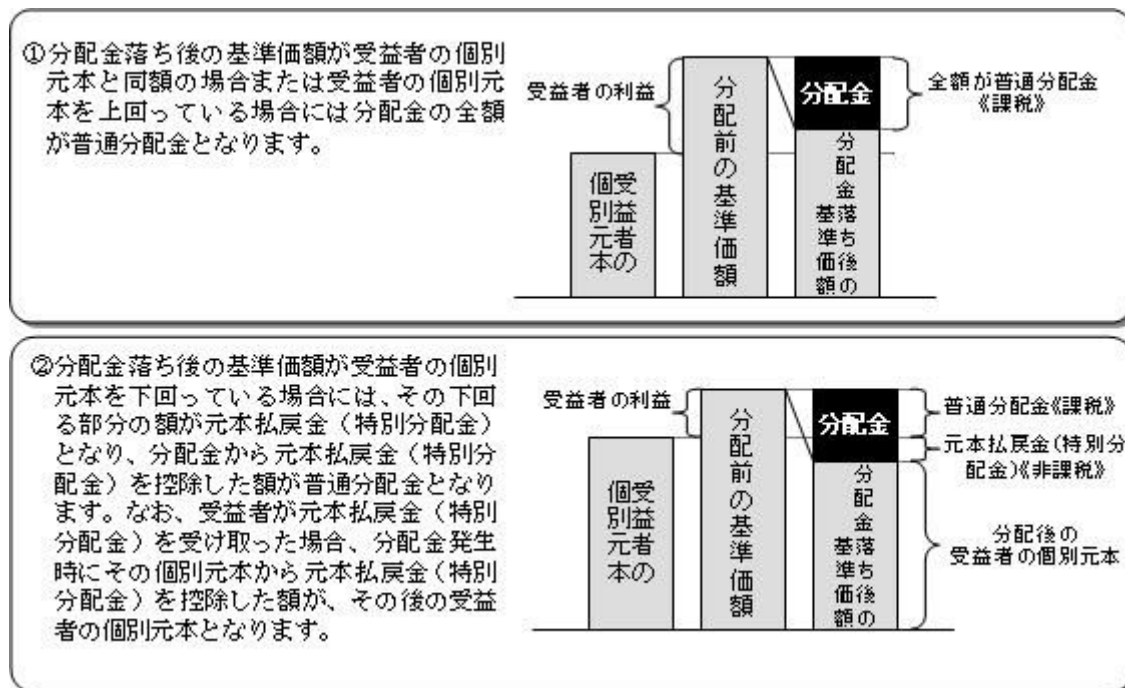 ①分配金落ち後の基準価額が受益者の個別
元本と同額の場合または受益者の個別元
本を上回っている場合には分配金の全額
が普通分配金となります。
受益者の利益
受益者の
個別元本
分配前の基準価額
分配金
分配金落ち後の
基準価額
全額が普通分配金
《課税》
②分配金落ち後の基準価額が受益者の個別
元本を下回っている場合には、その下回
る部分の額が元本払戻金（特別分配金）
となり、分配金から元本払戻金（特別分
配金）を控除した額が普通分配金となり
ます。なお、受益者が元本払戻金（特別
分配金）を受け取った場合、分配金発生
時にその個別元本から元本払戻金（特別
分配金）を控除した額が、その後の受益
者の個別元本となります。
受益者の利益
受益者の
個別元本
分配前の基準価額
分配金
分配金落ち後の
基準価額
普通分配金《課税》
元本払戻金(特別分
配金)《非課税》
分配後の
受益者の個別元本